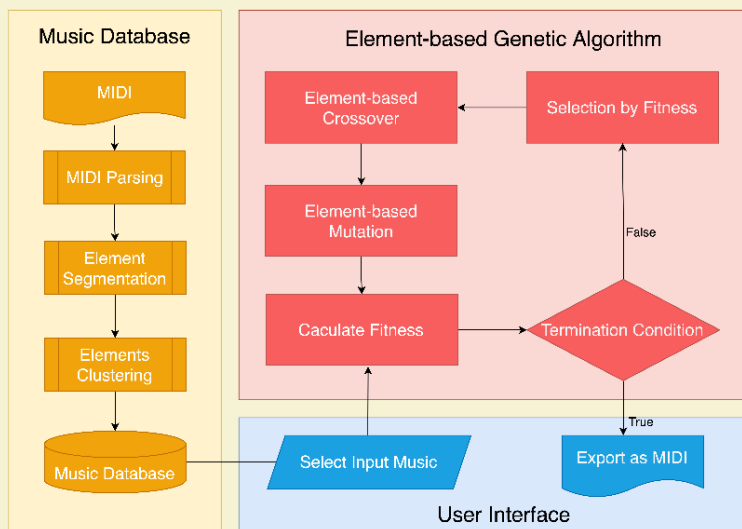 Music Database
MIDI
MIDI Parsing
Element
Segmentation
Elements
Clustering
Music Database
Element-based Genetic Algorithm
Element-based
Crossover
Selection by Fitness
Element-based
Mutation
False
Caculate Fitness
Termination Condition
True
Select Input Music
Export as MIDI
User Interface